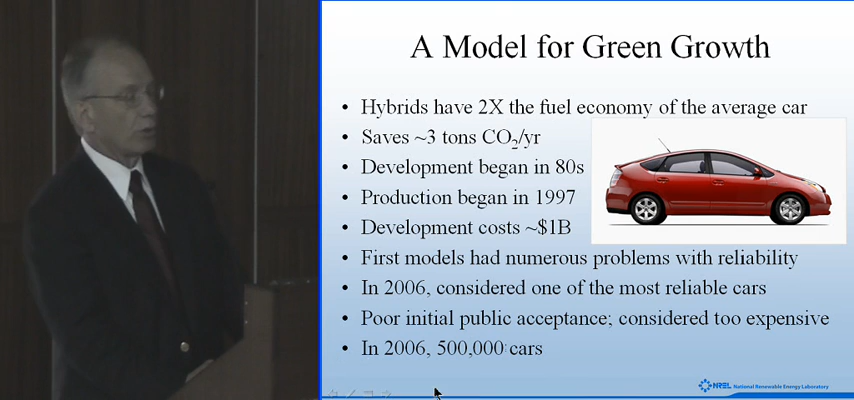 A Model for Green Growth
• Hybrids have 2X the fuel economy of the average car
• Saves ~3 tons CO₂/yr
• Development began in 80s
• Production began in 1997
• Development costs ~$1B
• First models had numerous problems with reliability
• In 2006, considered one of the most reliable cars
• Poor initial public acceptance; considered too expensive
• In 2006, 500,000 cars
NREL National Renewable Energy Laboratory